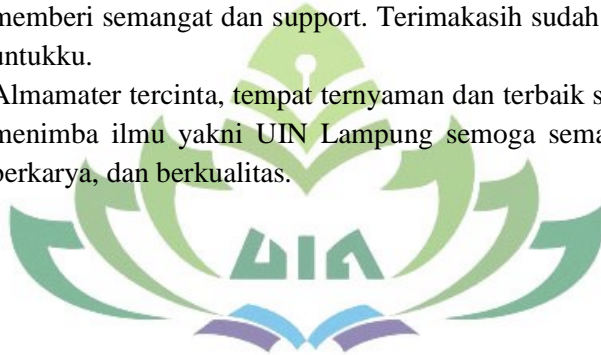 memberi semangat dan support. Terimakasih sudah
untukku.
Almamater tercinta, tempat ternyaman dan terbaik
menimba ilmu yakni UIN Lampung semoga
berkarya, dan berkualitas.
UIN